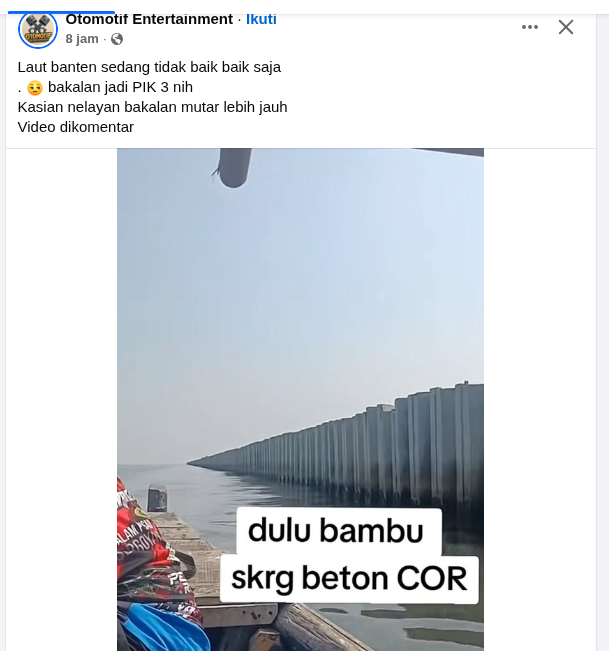 Otomotif Entertainment · Ikuti
8 jam ·
Laut banten sedang tidak baik baik saja
. 😒 bakalan jadi PIK 3 nih
Kasian nelayan bakalan mutar lebih jauh
Video dikomentar
dulu bambu
skrg beton COR